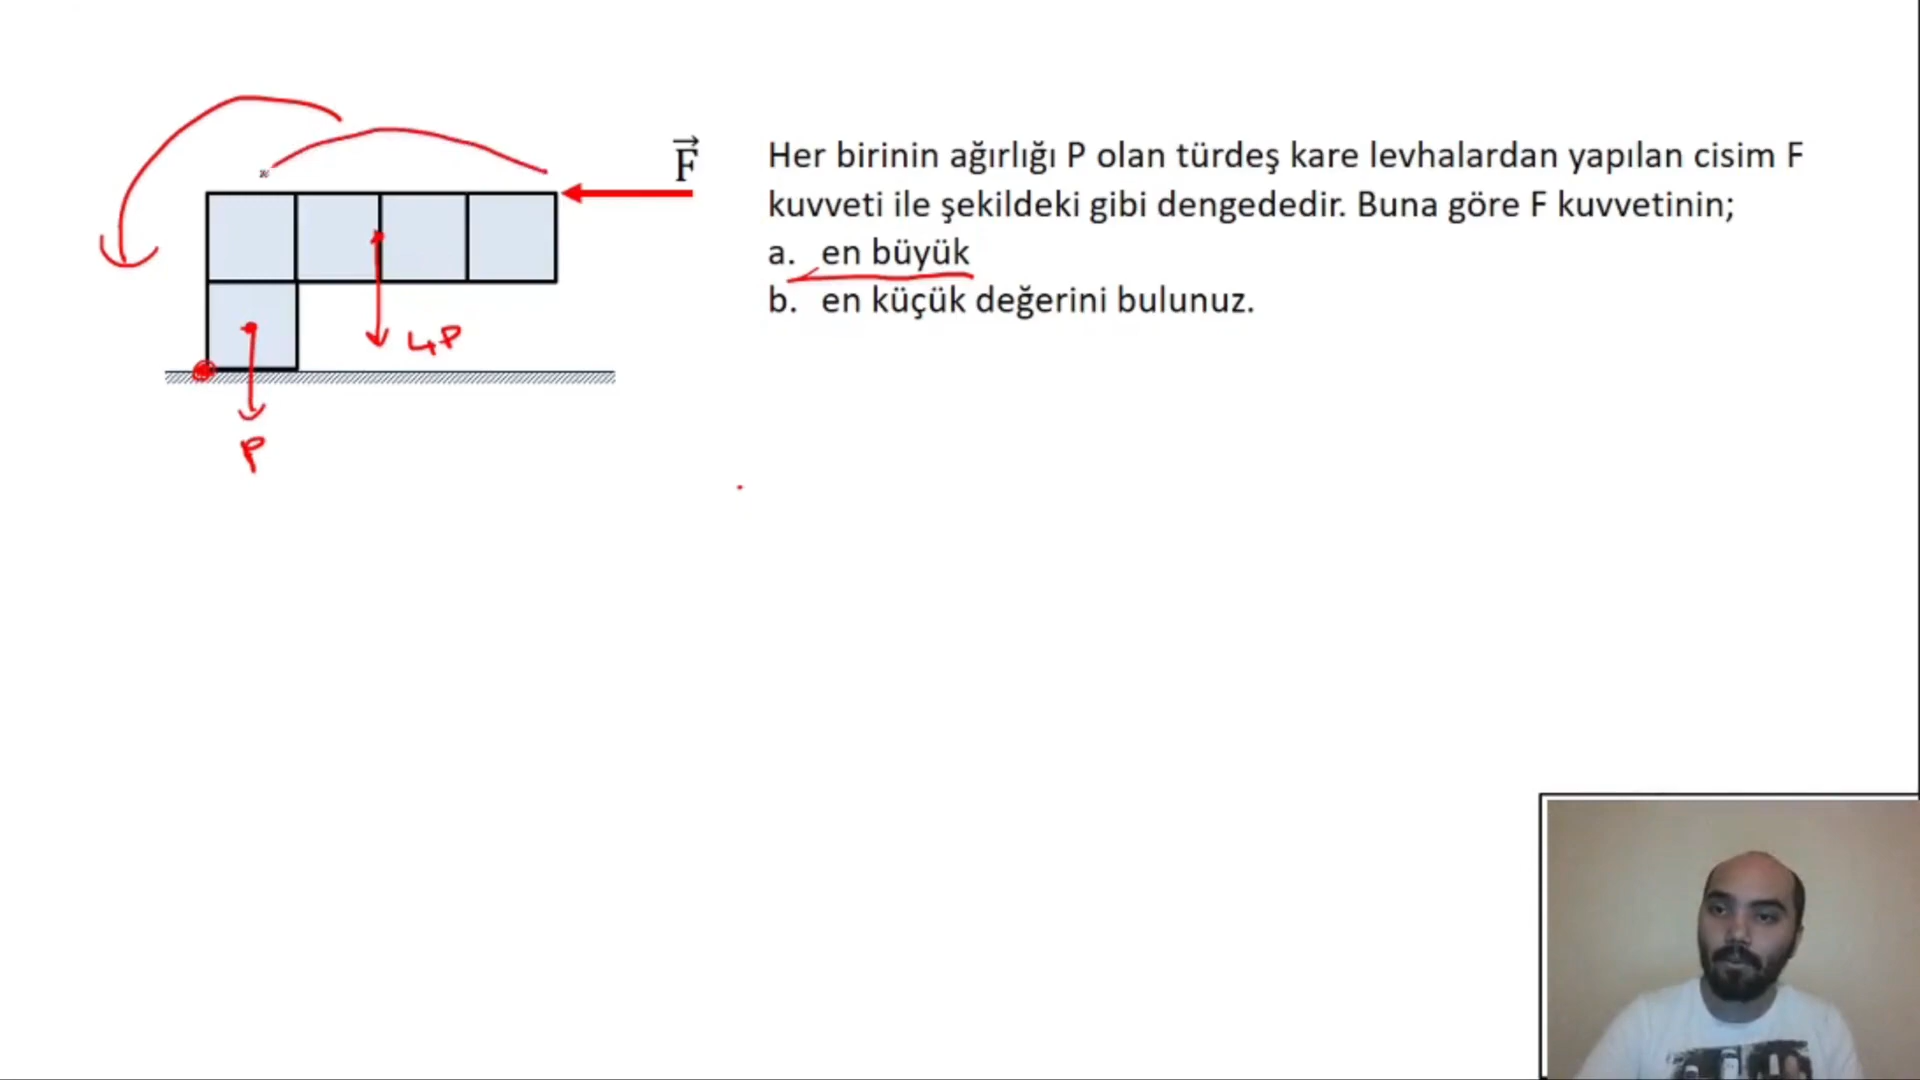 F
Her birinin ağırlığı P olan türdeş kare levhalardan yapılan cisim F
kuvveti ile şekildeki gibi dengededir. Buna göre F kuvvetinin;
a. en büyük
b. en küçük değerini bulunuz.
4P
P